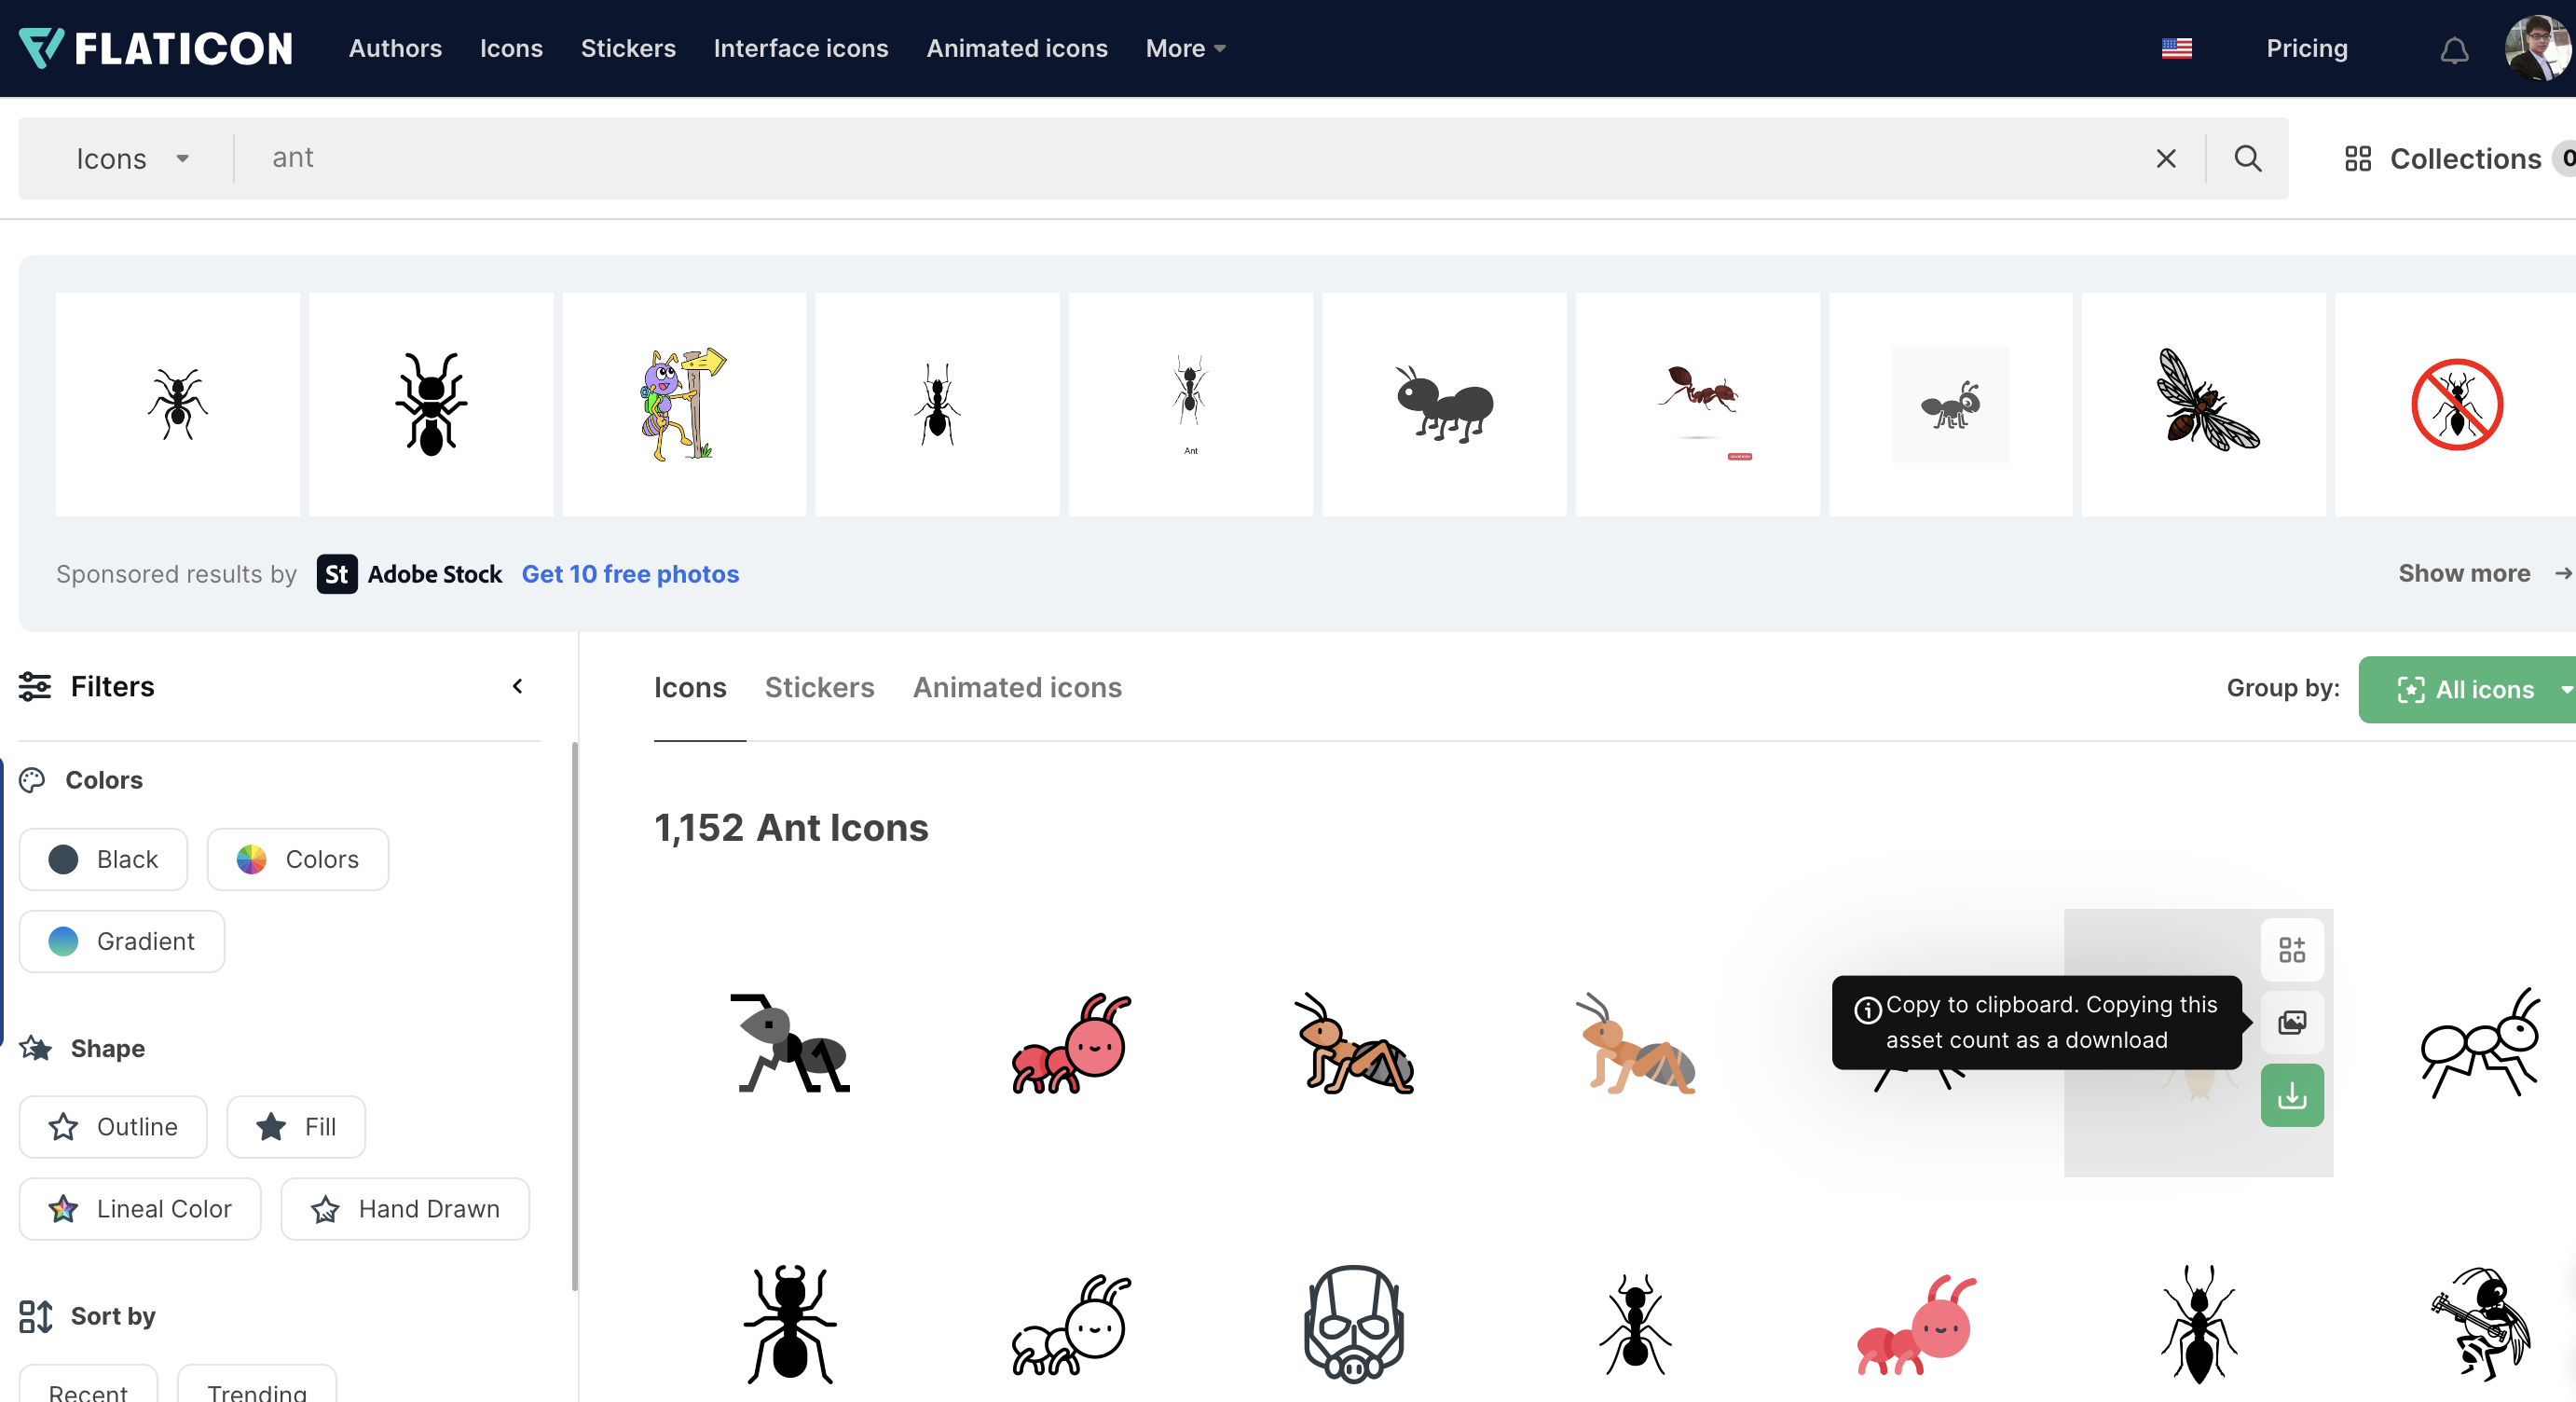 FLATICON Authors Icons Stickers Interface icons Animated icons More Pricing
Icons ant Collections 0
Ant
Sponsored results by St Adobe Stock Get 10 free photos Show more
Filters
Icons Stickers Animated icons Group by: All icons
Colors
1,152 Ant Icons
Black Colors
Gradient
Copy to clipboard. Copying this
asset count as a download
Shape
Outline Fill
Lineal Color Hand Drawn
Sort by
Recent Trending